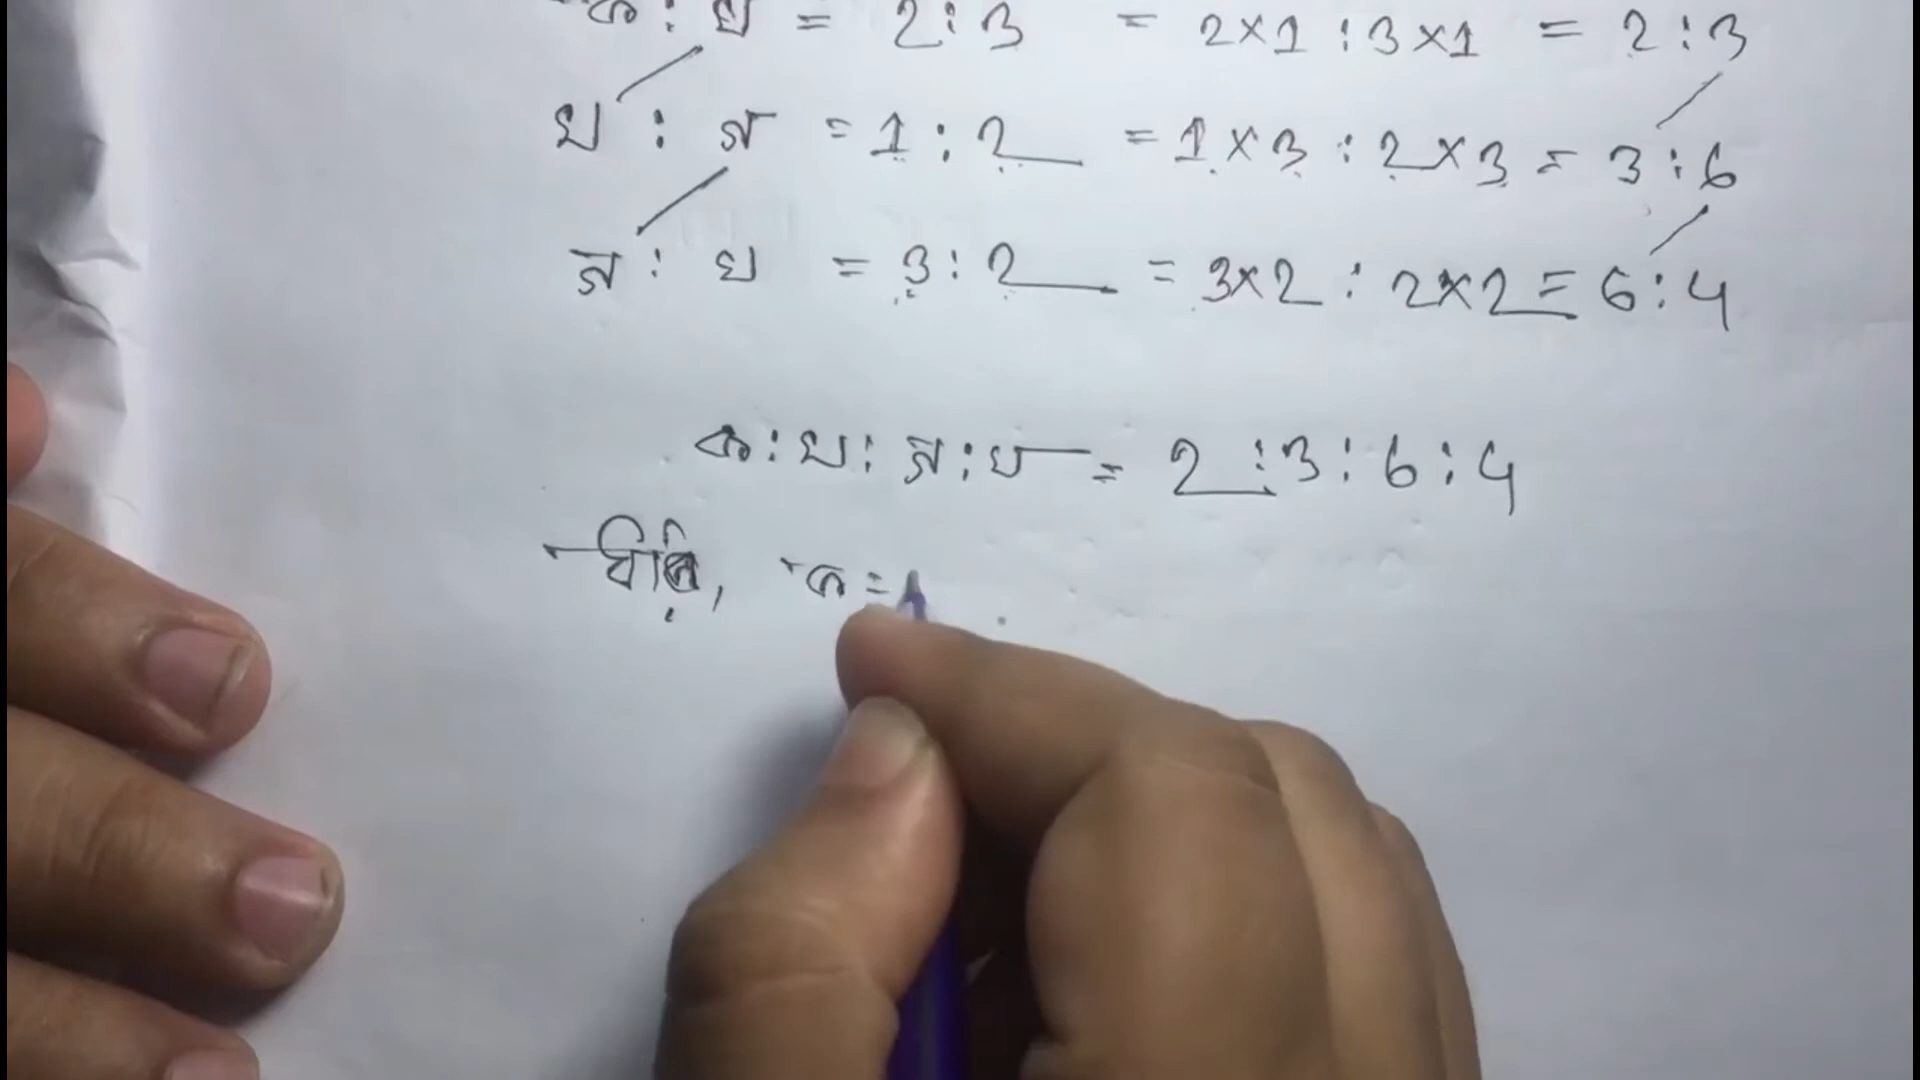 ক : খ = 2:3 = 2×1 : 3×1 = 2:3
খ : গ = 1:2 = 1×3 : 2×3 = 3:6
গ : ঘ = 3:2 = 3×2 : 2×2 = 6:4
ক : খ : গ : ঘ = 2:3:6:4
ক =